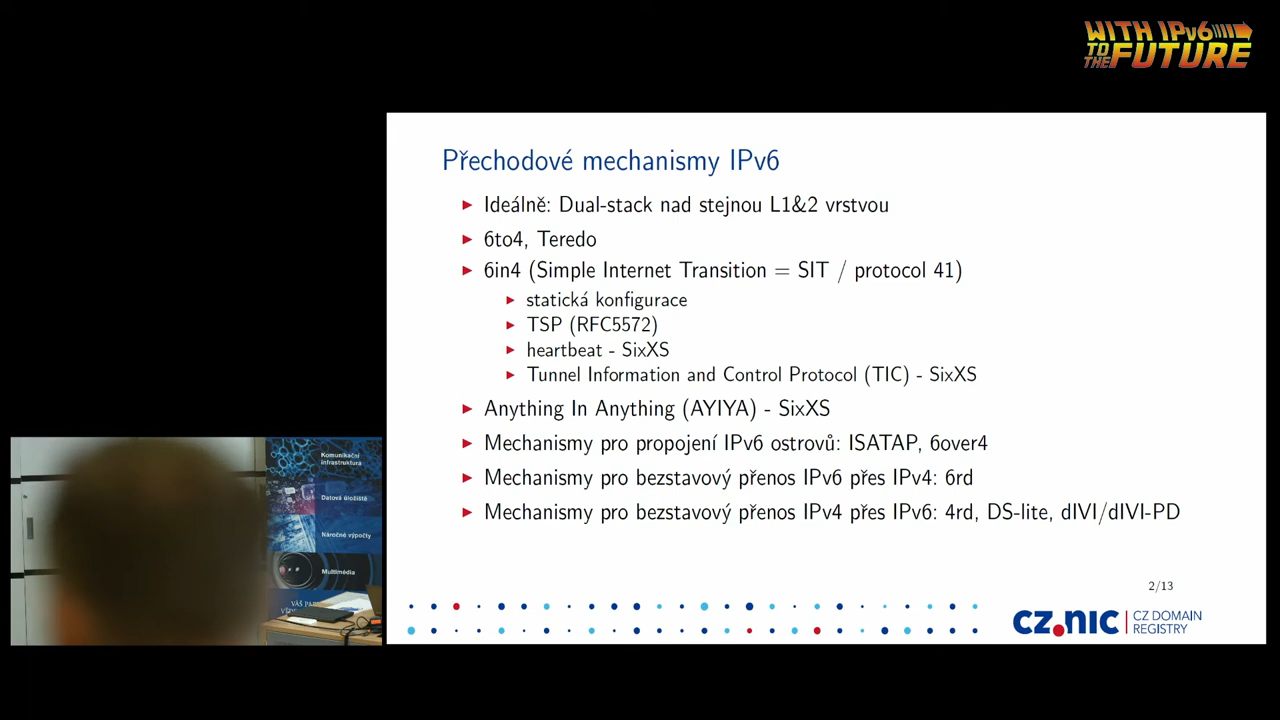 WITH IPv6
TO THE FUTURE
Přechodové mechanismy IPv6
Ideálně: Dual-stack nad stejnou L1&2 vrstvou
6to4, Teredo
6in4 (Simple Internet Transition = SIT / protocol 41)
statická konfigurace
TSP (RFC5572)
heartbeat - SixXS
Tunnel Information and Control Protocol (TIC) - SixXS
Anything In Anything (AYIYA) - SixXS
Mechanismy pro propojení IPv6 ostrovů: ISATAP, 6over4
Mechanismy pro bezstavový přenos IPv6 přes IPv4: 6rd
Mechanismy pro bezstavový přenos IPv4 přes IPv6: 4rd, DS-lite, dIVI/dIVI-PD
2/13
CZ.NIC
CZ DOMAIN
REGISTRY
Komunikační
infrastruktura
Datová úložiště
Náročné výpočty
Multimédia
VÁŠ